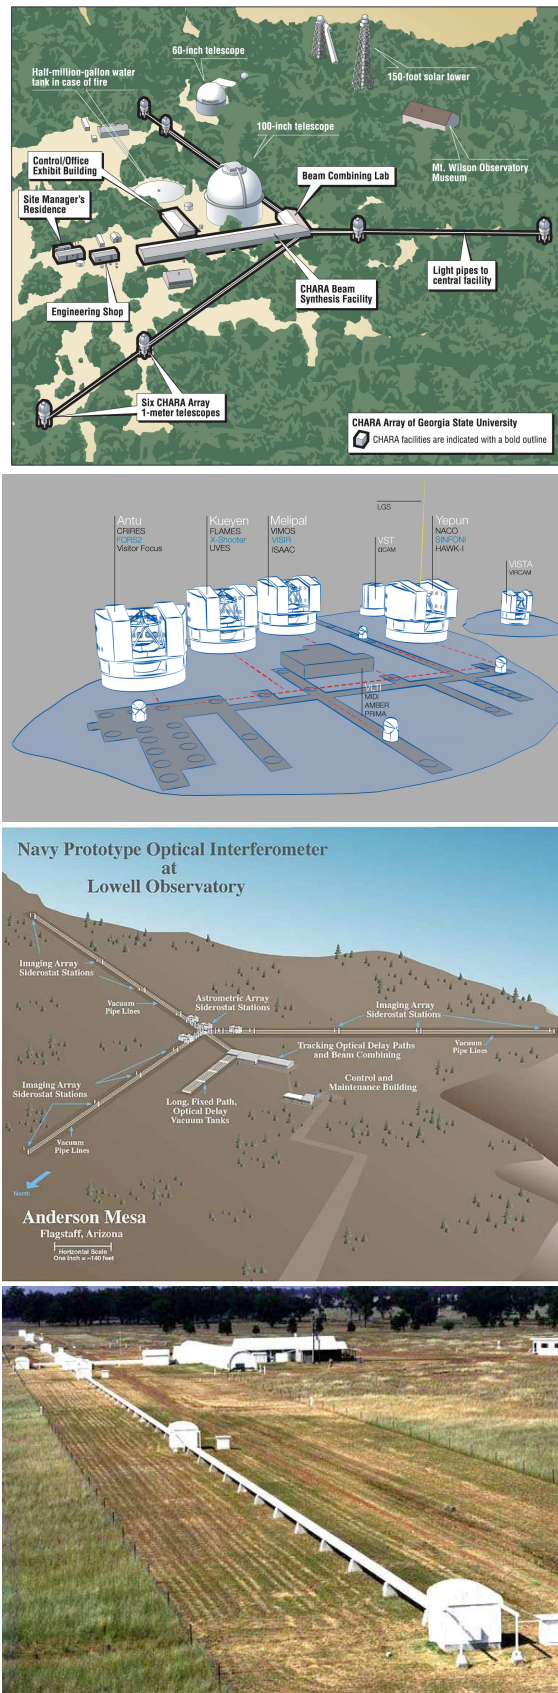 60-inch telescope
Half-million-gallon water
tank in case of fire
150-foot solar tower
100-inch telescope
Control/Office
Exhibit Building
Beam Combining Lab
Mt. Wilson Observatory
Museum
Site Manager's
Residence
Light pipes to
central facility
CHARA Beam
Synthesis Facility
Engineering Shop
Six CHARA Array
1-meter telescopes
CHARA Array of Georgia State University
CHARA facilities are indicated with a bold outline
Antu
CRIRES
FORS2
Visitor Focus
Kueyen
FLAMES
X-Shooter
UVES
Melipal
VIMOS
VISIR
ISAAC
LGS
VST
ΩCAM
Yepun
NACO
SINFONI
HAWK-I
VISTA
VIRCAM
VLTI
MIDI
AMBER
PRIMA
Navy Prototype Optical Interferometer
at
Lowell Observatory
Imaging Array
Siderostat Stations
Vacuum
Pipe Lines
Astrometric Array
Siderostat Stations
Imaging Array
Siderostat Stations
Vacuum
Pipe Lines
Tracking Optical Delay Paths
and Beam Combining
Imaging Array
Siderostat Stations
Control and
Maintenance Building
Long, Fixed Path,
Optical Delay
Vacuum Tanks
Vacuum
Pipe Lines
North
Anderson Mesa
Flagstaff, Arizona
Horizontal Scale
One Inch = ~140 feet